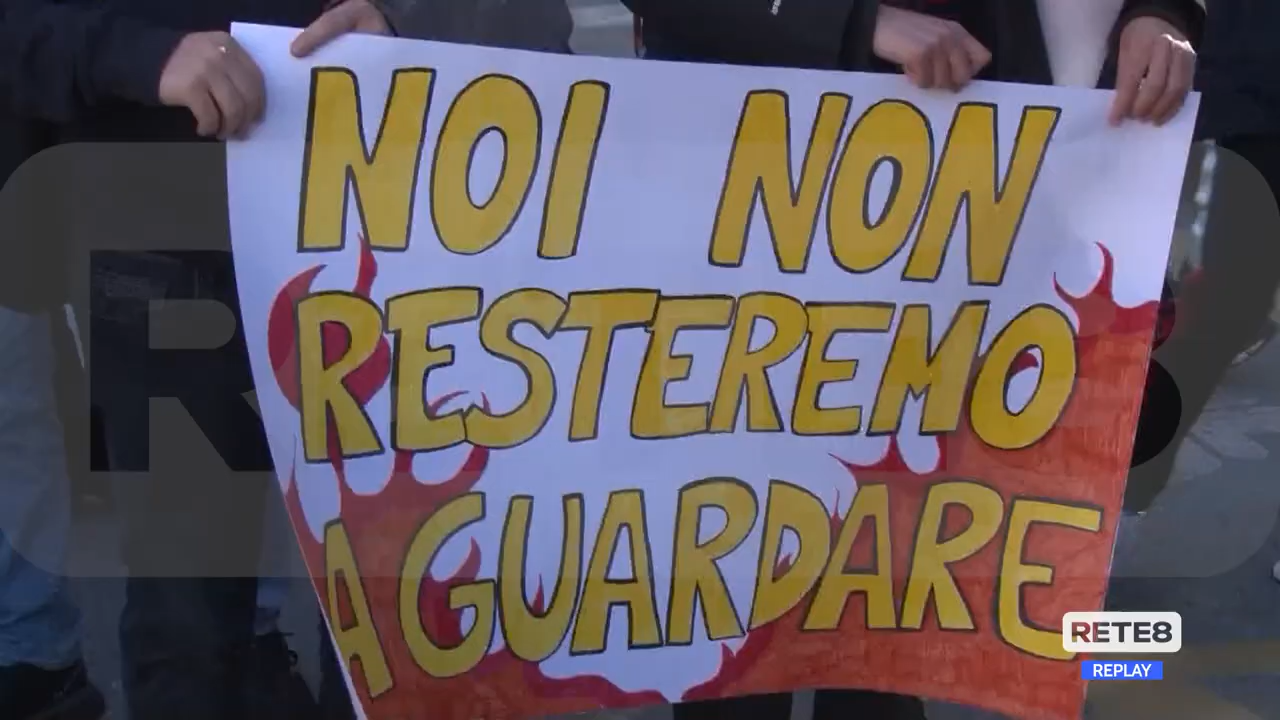 NOI NON
RESTEREMO
A GUARDARE
RETE8
REPLAY